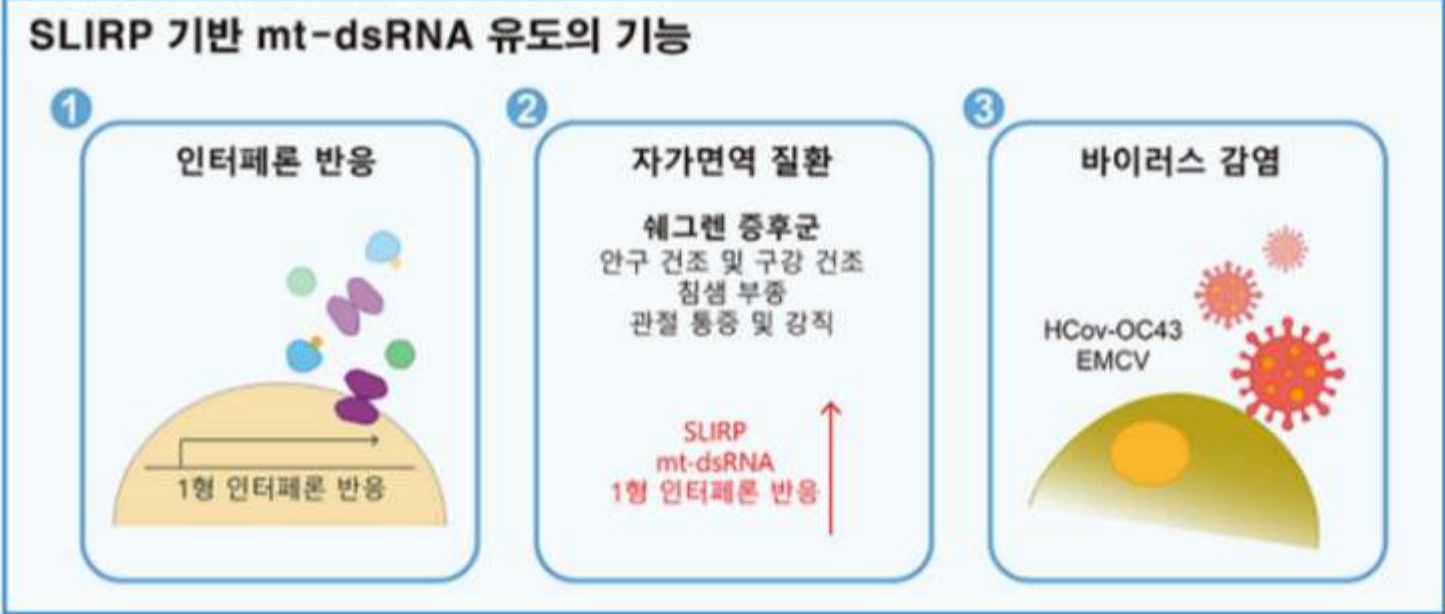 SLIRP 기반 mt-dsRNA 유도의 기능
1
인터페론 반응
1형 인터페론 반응
2
자가면역 질환
쉐그렌 증후군
안구 건조 및 구강 건조
침샘 부종
관절 통증 및 강직
SLIRP
mt-dsRNA
1형 인터페론 반응
3
바이러스 감염
HCov-OC43
EMCV